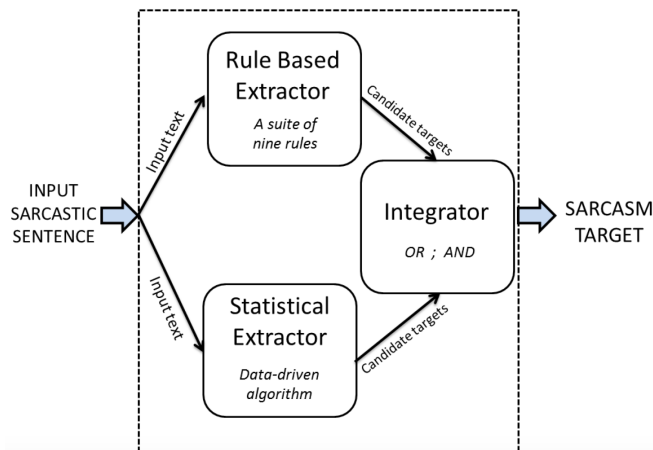 INPUT
SARCASTIC
SENTENCE
Input text
Input text
Rule Based
Extractor
A suite of
nine rules
Candidate targets
Statistical
Extractor
Data-driven
algorithm
Candidate targets
Integrator
OR ; AND
SARCASM
TARGET